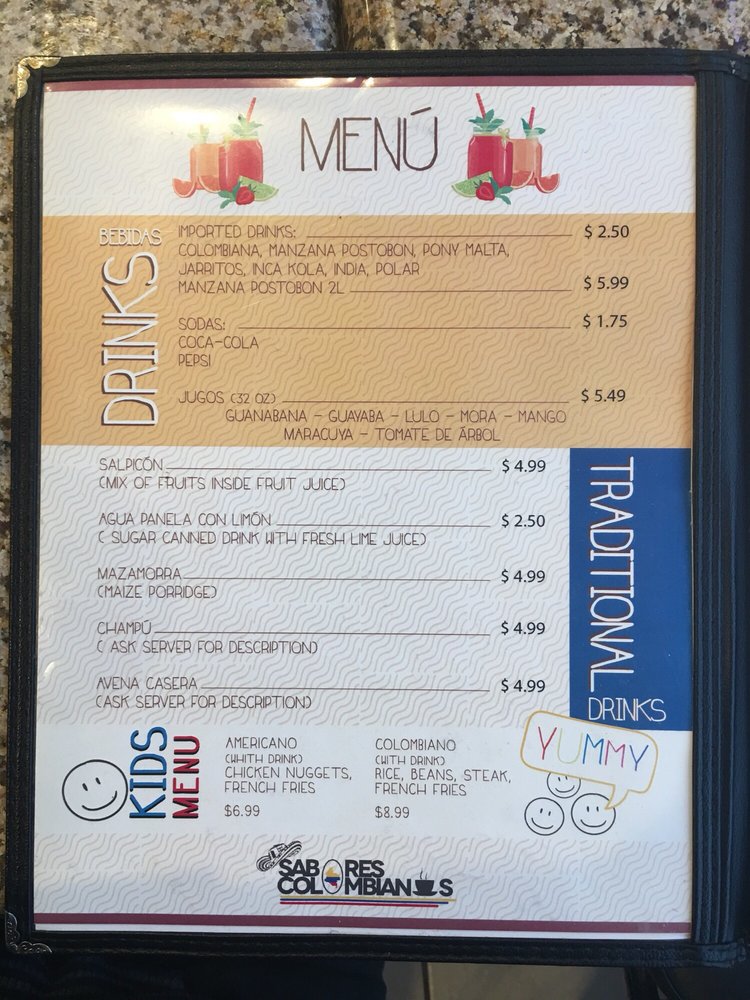 MENÚ
BEBIDAS
DRINKS
IMPORTED DRINKS: $ 2.50
COLOMBIANA, MANZANA POSTOBON, PONY MALTA,
JARRITOS, INCA KOLA, INDIA, POLAR
MANZANA POSTOBON 2L $ 5.99
SODAS: $ 1.75
COCA-COLA
PEPSI
JUGOS (32 OZ) $ 5.49
GUANABANA - GUAYABA - LULO - MORA - MANGO
MARACUYA - TOMATE DE ÁRBOL
TRADITIONAL
DRINKS
SALPICÓN $ 4.99
(MIX OF FRUITS INSIDE FRUIT JUICE)
AGUA PANELA CON LIMÓN $ 2.50
( SUGAR CANNED DRINK WITH FRESH LIME JUICE)
MAZAMORRA $ 4.99
(MAIZE PORRIDGE)
CHAMPÚ $ 4.99
( ASK SERVER FOR DESCRIPTION)
AVENA CASERA $ 4.99
(ASK SERVER FOR DESCRIPTION)
KIDS
MENU
AMERICANO
(WHITH DRINK)
CHICKEN NUGGETS,
FRENCH FRIES
$6.99
COLOMBIANO
(WITH DRINK)
RICE, BEANS, STEAK,
FRENCH FRIES
$8.99
YUMMY
SABORES
COLOMBIANOS